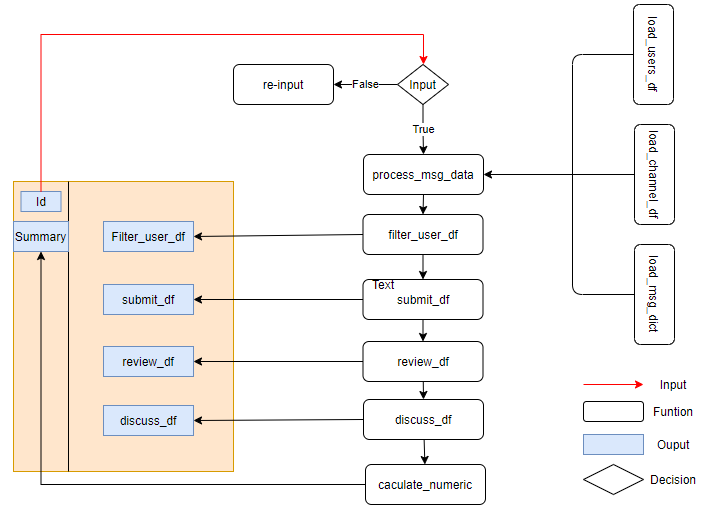 load_users_df
re-input
False
Input
True
load_channel_df
process_msg_data
Id
Summary
Filter_user_df
filter_user_df
Text
submit_df
submit_df
load_msg_dict
review_df
review_df
Input
discuss_df
discuss_df
Funtion
Ouput
caculate_numeric
Decision